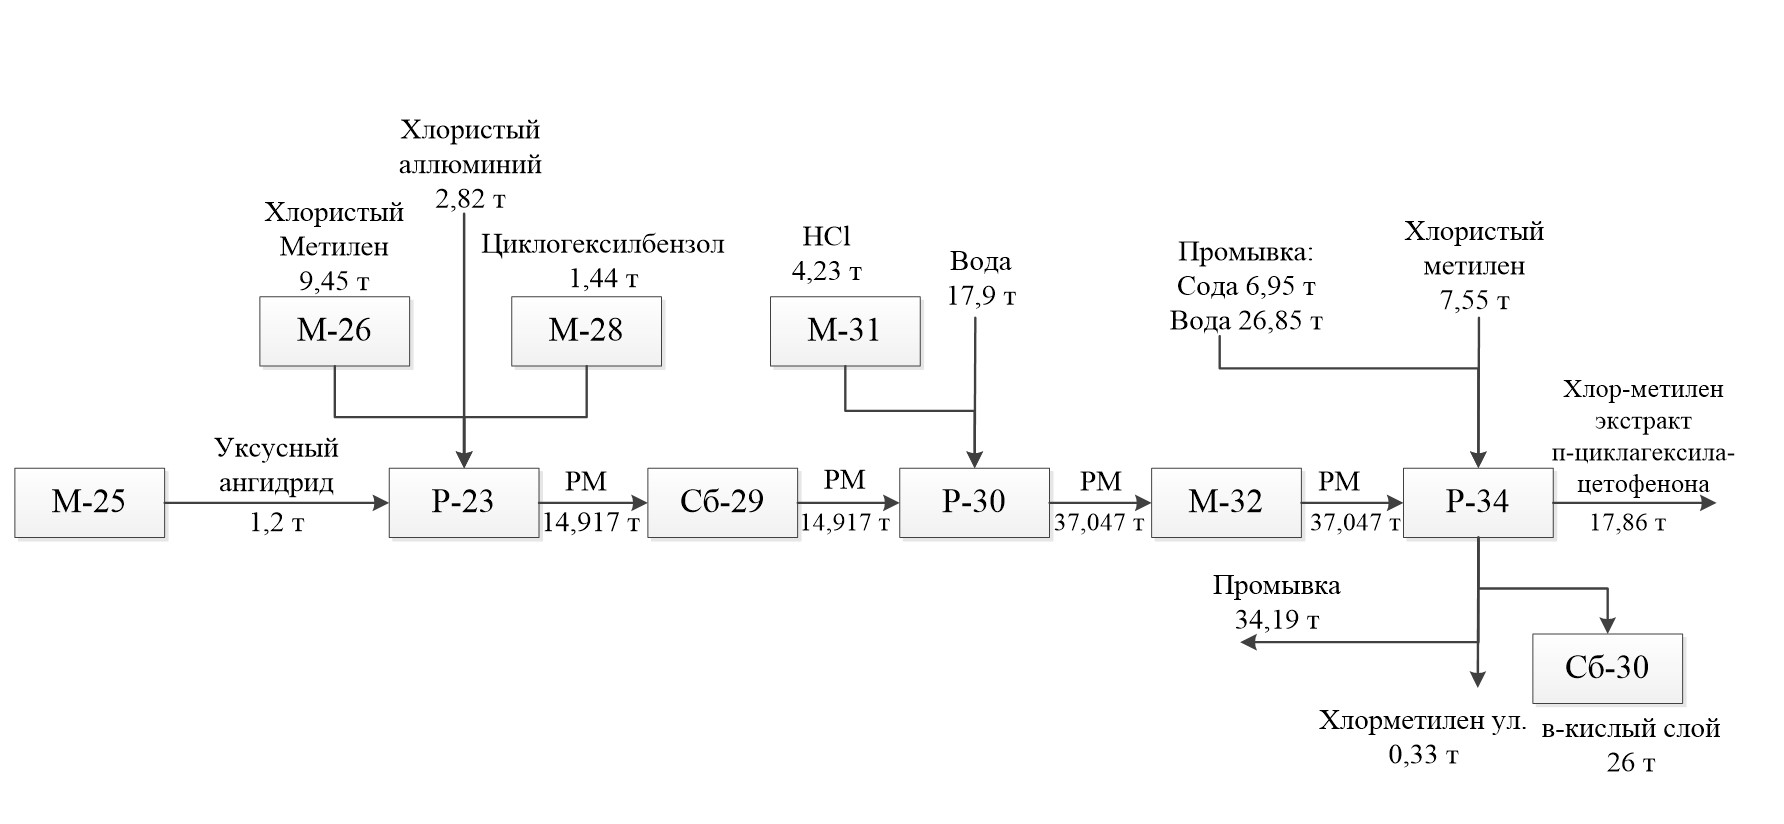 Хлористый
аллюминий
2,82 т
Хлористый
Метилен
9,45 т
М-26
Циклогексилбензол
1,44 т
М-28
HCl
4,23 т
М-31
Вода
17,9 т
Промывка:
Сода 6,95 т
Вода 26,85 т
Хлористый
метилен
7,55 т
М-25
Уксусный
ангидрид
1,2 т
Р-23
РМ
14,917 т
Сб-29
РМ
14,917 т
Р-30
РМ
37,047 т
М-32
РМ
37,047 т
Р-34
Хлор-метилен
экстракт
п-циклагексила-
цетофенона
17,86 т
Промывка
34,19 т
Хлорметилен ул.
0,33 т
Сб-30
в-кислый слой
26 т